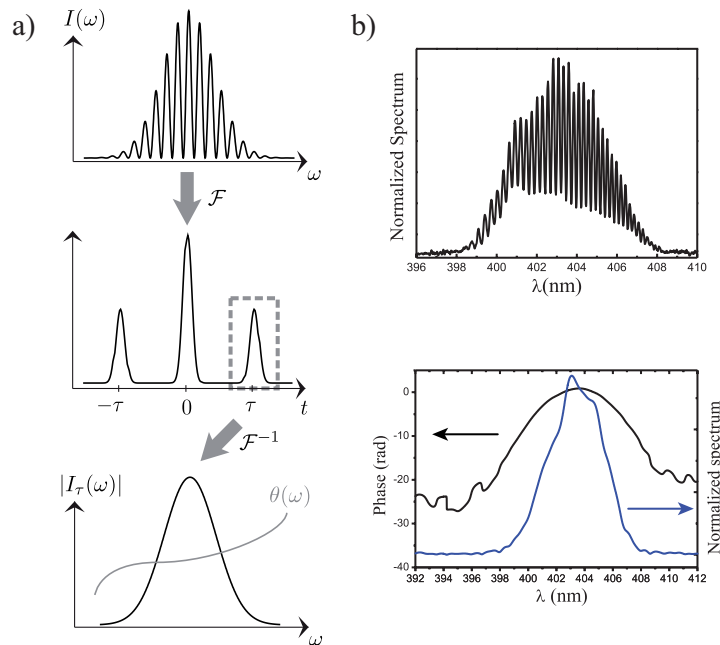 a)
I(ω)
ω
𝓕
−τ 0 τ t
𝓕⁻¹
|I_τ(ω)|
θ(ω)
ω
b)
Normalized Spectrum
396 398 400 402 404 406 408 410
λ(nm)
Phase (rad)
0
-10
-20
-30
-40
392 394 396 398 400 402 404 406 408 410 412
λ (nm)
Normalized spectrum